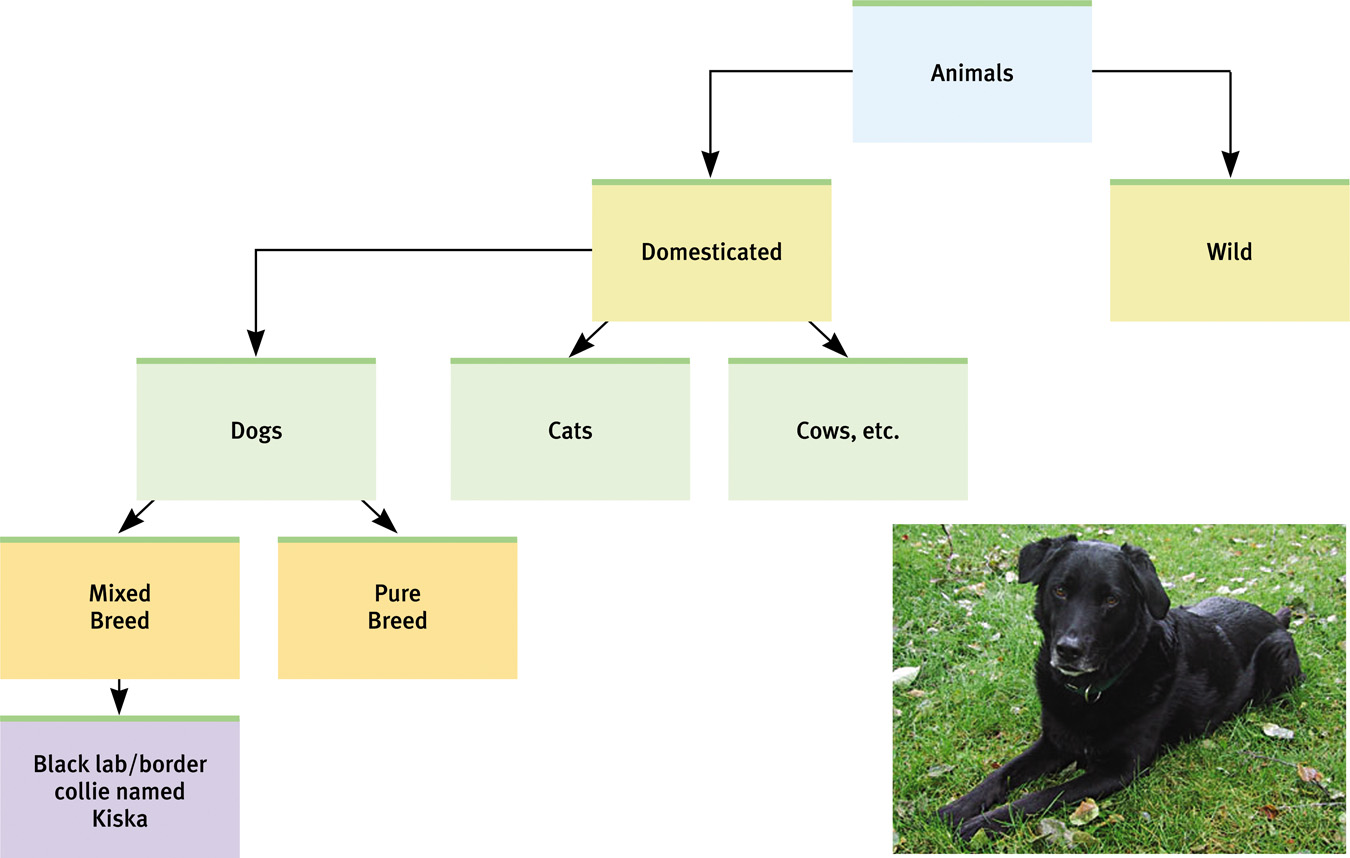 Animals
Domesticated
Wild
Dogs
Cats
Cows, etc.
Mixed
Breed
Pure
Breed
Black lab/border
collie named
Kiska